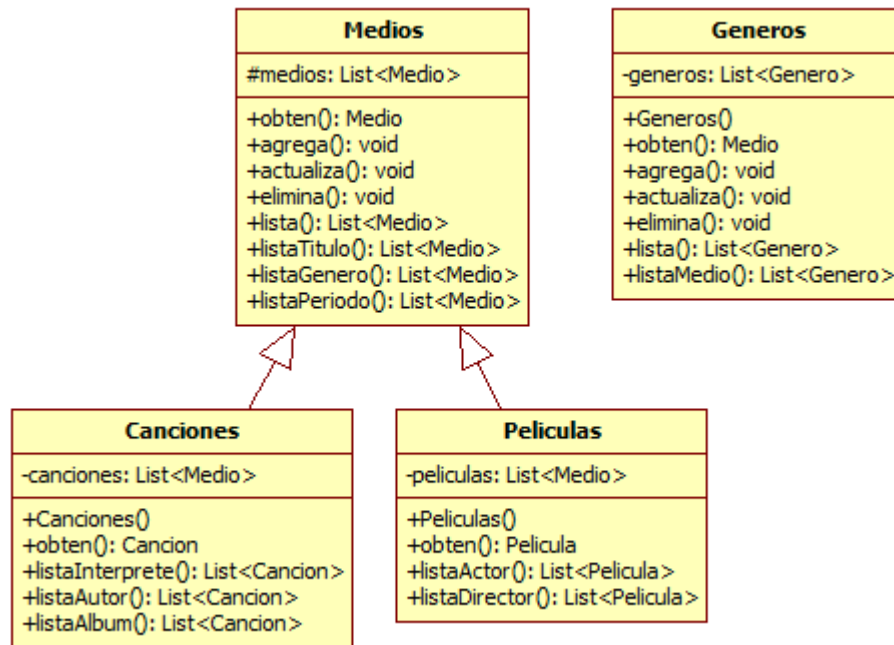 Medios
#medios: List<Medio>
+obten(): Medio
+agrega(): void
+actualiza(): void
+elimina(): void
+lista(): List<Medio>
+listaTitulo(): List<Medio>
+listaGenero(): List<Medio>
+listaPeriodo(): List<Medio>
Generos
-generos: List<Genero>
+Generos()
+obten(): Medio
+agrega(): void
+actualiza(): void
+elimina(): void
+lista(): List<Genero>
+listaMedio(): List<Genero>
Canciones
-canciones: List<Medio>
+Canciones()
+obten(): Cancion
+listaInterprete(): List<Cancion>
+listaAutor(): List<Cancion>
+listaAlbum(): List<Cancion>
Peliculas
-peliculas: List<Medio>
+Peliculas()
+obten(): Pelicula
+listaActor(): List<Pelicula>
+listaDirector(): List<Pelicula>